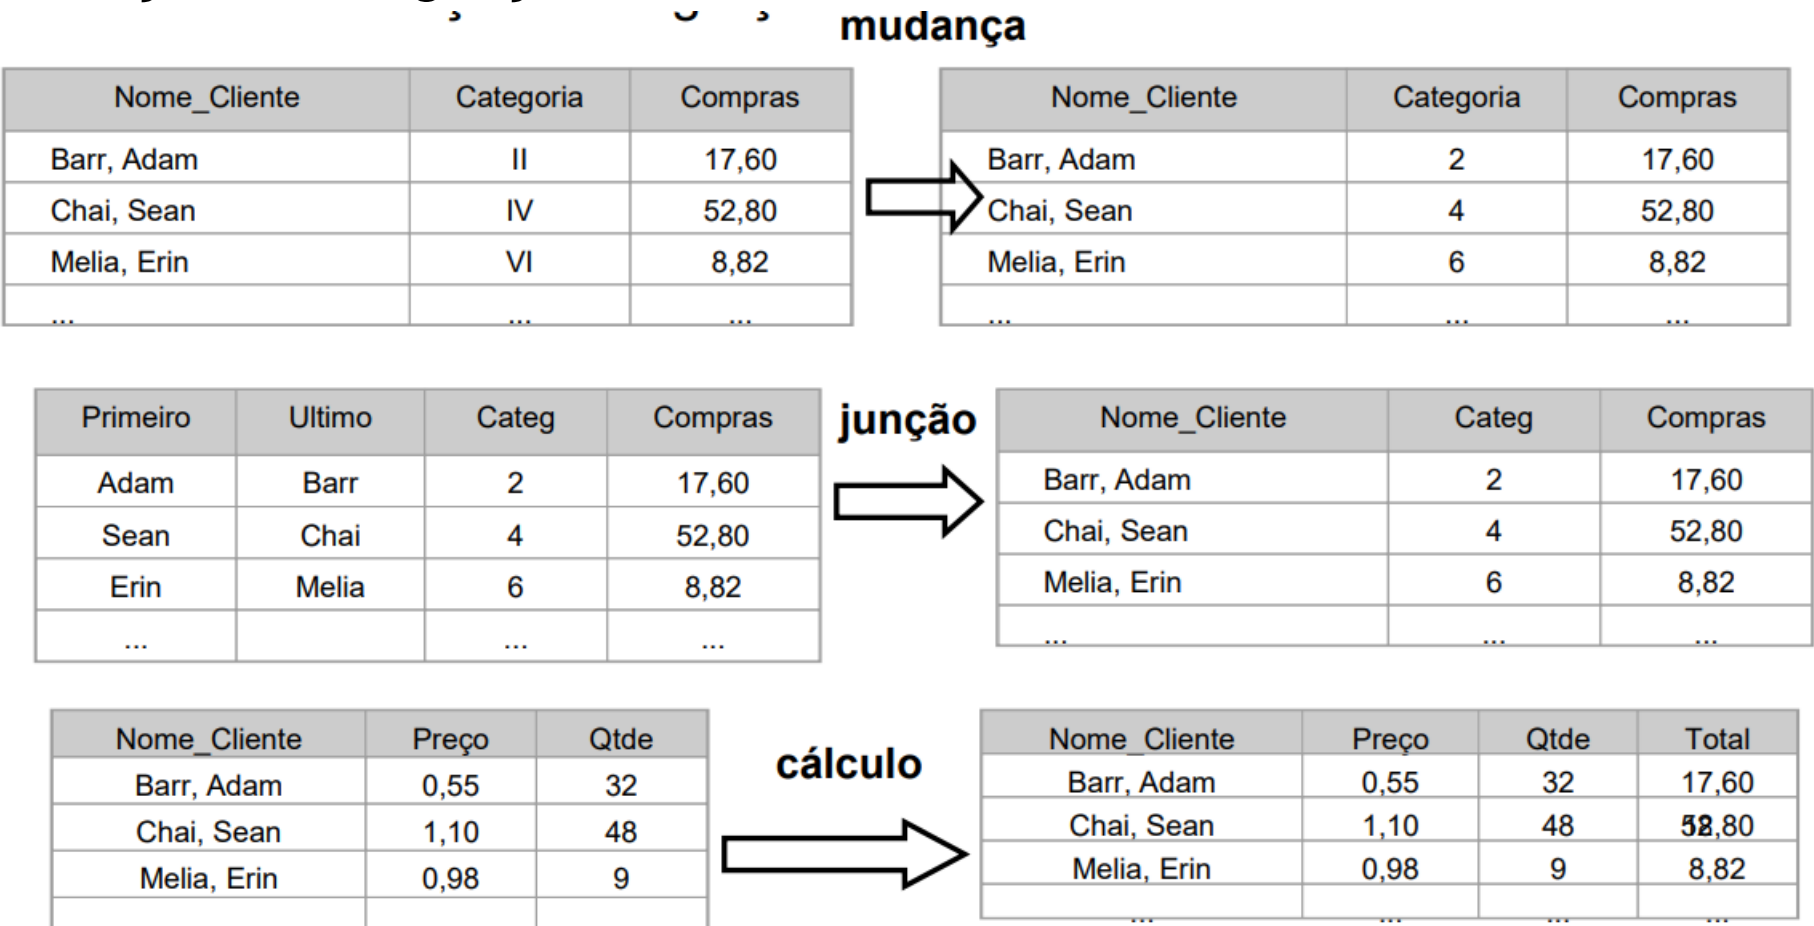 mudança
Nome_Cliente Categoria Compras
Barr, Adam II 17,60
Chai, Sean IV 52,80
Melia, Erin VI 8,82
... ... ...
Nome_Cliente Categoria Compras
Barr, Adam 2 17,60
Chai, Sean 4 52,80
Melia, Erin 6 8,82
... ... ...
Primeiro Ultimo Categ Compras
Adam Barr 2 17,60
Sean Chai 4 52,80
Erin Melia 6 8,82
... ... ...
junção
Nome_Cliente Categ Compras
Barr, Adam 2 17,60
Chai, Sean 4 52,80
Melia, Erin 6 8,82
... ... ...
Nome_Cliente Preço Qtde
Barr, Adam 0,55 32
Chai, Sean 1,10 48
Melia, Erin 0,98 9
cálculo
Nome_Cliente Preço Qtde Total
Barr, Adam 0,55 32 17,60
Chai, Sean 1,10 48
Melia, Erin 0,98 9 8,82
... ... ... ...